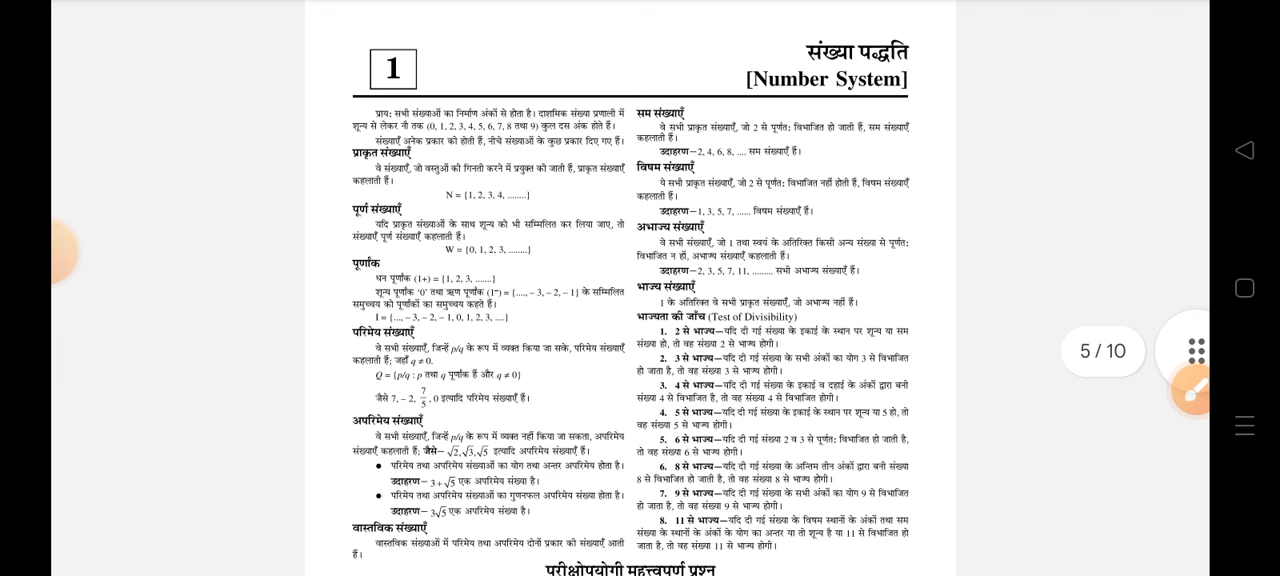 1
संख्या पद्धति
[Number System]
प्राय: सभी संख्याओं का निर्माण अंकों से होता है। दाशमिक संख्या प्रणाली में
शून्य से लेकर नौ तक (0, 1, 2, 3, 4, 5, 6, 7, 8 तथा 9) कुल दस अंक होते हैं।
संख्याएँ अनेक प्रकार की होती हैं, नीचे संख्याओं के कुछ प्रकार दिए गए हैं।
प्राकृत संख्याएँ
वे संख्याएँ, जो वस्तुओं की गिनती करने में प्रयुक्त की जाती हैं, प्राकृत संख्याएँ
कहलाती हैं।
N = {1, 2, 3, 4, ........}
पूर्ण संख्याएँ
यदि प्राकृत संख्याओं के साथ शून्य को भी सम्मिलित कर लिया जाए, तो
संख्याएँ पूर्ण संख्याएँ कहलाती हैं।
W = {0, 1, 2, 3, ........}
पूर्णांक
धन पूर्णांक (I+) = {1, 2, 3, .......}
शून्य पूर्णांक ‘0’ तथा ऋण पूर्णांक (I⁻) = {...., – 3, – 2, – 1} के सम्मिलित
समुच्चय को पूर्णांकों का समुच्चय कहते हैं।
I = {..., – 3, – 2, – 1, 0, 1, 2, 3, ....}
परिमेय संख्याएँ
वे सभी संख्याएँ, जिन्हें p/q के रूप में व्यक्त किया जा सके, परिमेय संख्याएँ
कहलाती हैं; जहाँ q ≠ 0.
Q = {p/q : p तथा q पूर्णांक हैं और q ≠ 0}
जैसे 7, – 2, 7/5, 0 इत्यादि परिमेय संख्याएँ हैं।
अपरिमेय संख्याएँ
वे सभी संख्याएँ, जिन्हें p/q के रूप में व्यक्त नहीं किया जा सकता, अपरिमेय
संख्याएँ कहलाती हैं; जैसे– √2, √3, √5 इत्यादि अपरिमेय संख्याएँ हैं।
● परिमेय तथा अपरिमेय संख्याओं का योग तथा अन्तर अपरिमेय होता है।
उदाहरण– 3 + √5 एक अपरिमेय संख्या है।
● परिमेय तथा अपरिमेय संख्याओं का गुणनफल अपरिमेय संख्या होता है।
उदाहरण– 3√5 एक अपरिमेय संख्या है।
वास्तविक संख्याएँ
वास्तविक संख्याओं में परिमेय तथा अपरिमेय दोनों प्रकार की संख्याएँ आती
हैं।
सम संख्याएँ
वे सभी प्राकृत संख्याएँ, जो 2 से पूर्णत: विभाजित हो जाती हैं, सम संख्याएँ
कहलाती हैं।
उदाहरण–2, 4, 6, 8, .... सम संख्याएँ हैं।
विषम संख्याएँ
ये सभी प्राकृत संख्याएँ, जो 2 से पूर्णत: विभाजित नहीं होती हैं, विषम संख्याएँ
कहलाती हैं।
उदाहरण–1, 3, 5, 7, ...... विषम संख्याएँ हैं।
अभाज्य संख्याएँ
वे सभी संख्याएँ, जो 1 तथा स्वयं के अतिरिक्त किसी अन्य संख्या से पूर्णत:
विभाजित न हों, अभाज्य संख्याएँ कहलाती हैं।
उदाहरण–2, 3, 5, 7, 11, ......... सभी अभाज्य संख्याएँ हैं।
भाज्य संख्याएँ
1 के अतिरिक्त वे सभी प्राकृत संख्याएँ, जो अभाज्य नहीं हैं।
भाज्यता की जाँच (Test of Divisibility)
1. 2 से भाज्य–यदि दी गई संख्या के इकाई के स्थान पर शून्य या सम
संख्या हो, तो वह संख्या 2 से भाज्य होगी।
2. 3 से भाज्य–यदि दी गई संख्या के सभी अंकों का योग 3 से विभाजित
हो जाता है, तो वह संख्या 3 से भाज्य होगी।
3. 4 से भाज्य–यदि दी गई संख्या के इकाई व दहाई के अंकों द्वारा बनी
संख्या 4 से विभाजित है, तो वह संख्या 4 से विभाजित होगी।
4. 5 से भाज्य–यदि दी गई संख्या के इकाई के स्थान पर शून्य या 5 हो, तो
वह संख्या 5 से भाज्य होगी।
5. 6 से भाज्य–यदि दी गई संख्या 2 व 3 से पूर्णत: विभाजित हो जाती है,
तो वह संख्या 6 से भाज्य होगी।
6. 8 से भाज्य–यदि दी गई संख्या के अन्तिम तीन अंकों द्वारा बनी संख्या
8 से विभाजित हो जाती है, तो वह संख्या 8 से भाज्य होगी।
7. 9 से भाज्य–यदि दी गई संख्या के सभी अंकों का योग 9 से विभाजित
हो जाता है, तो वह संख्या 9 से भाज्य होगी।
8. 11 से भाज्य–यदि दी गई संख्या के विषम स्थानों के अंकों तथा सम
संख्या के स्थानों के अंकों के योग का अन्तर या तो शून्य है या 11 से विभाजित हो
जाता है, तो वह संख्या 11 से भाज्य होगी।
परीक्षोपयोगी महत्त्वपूर्ण प्रश्न
5 / 10